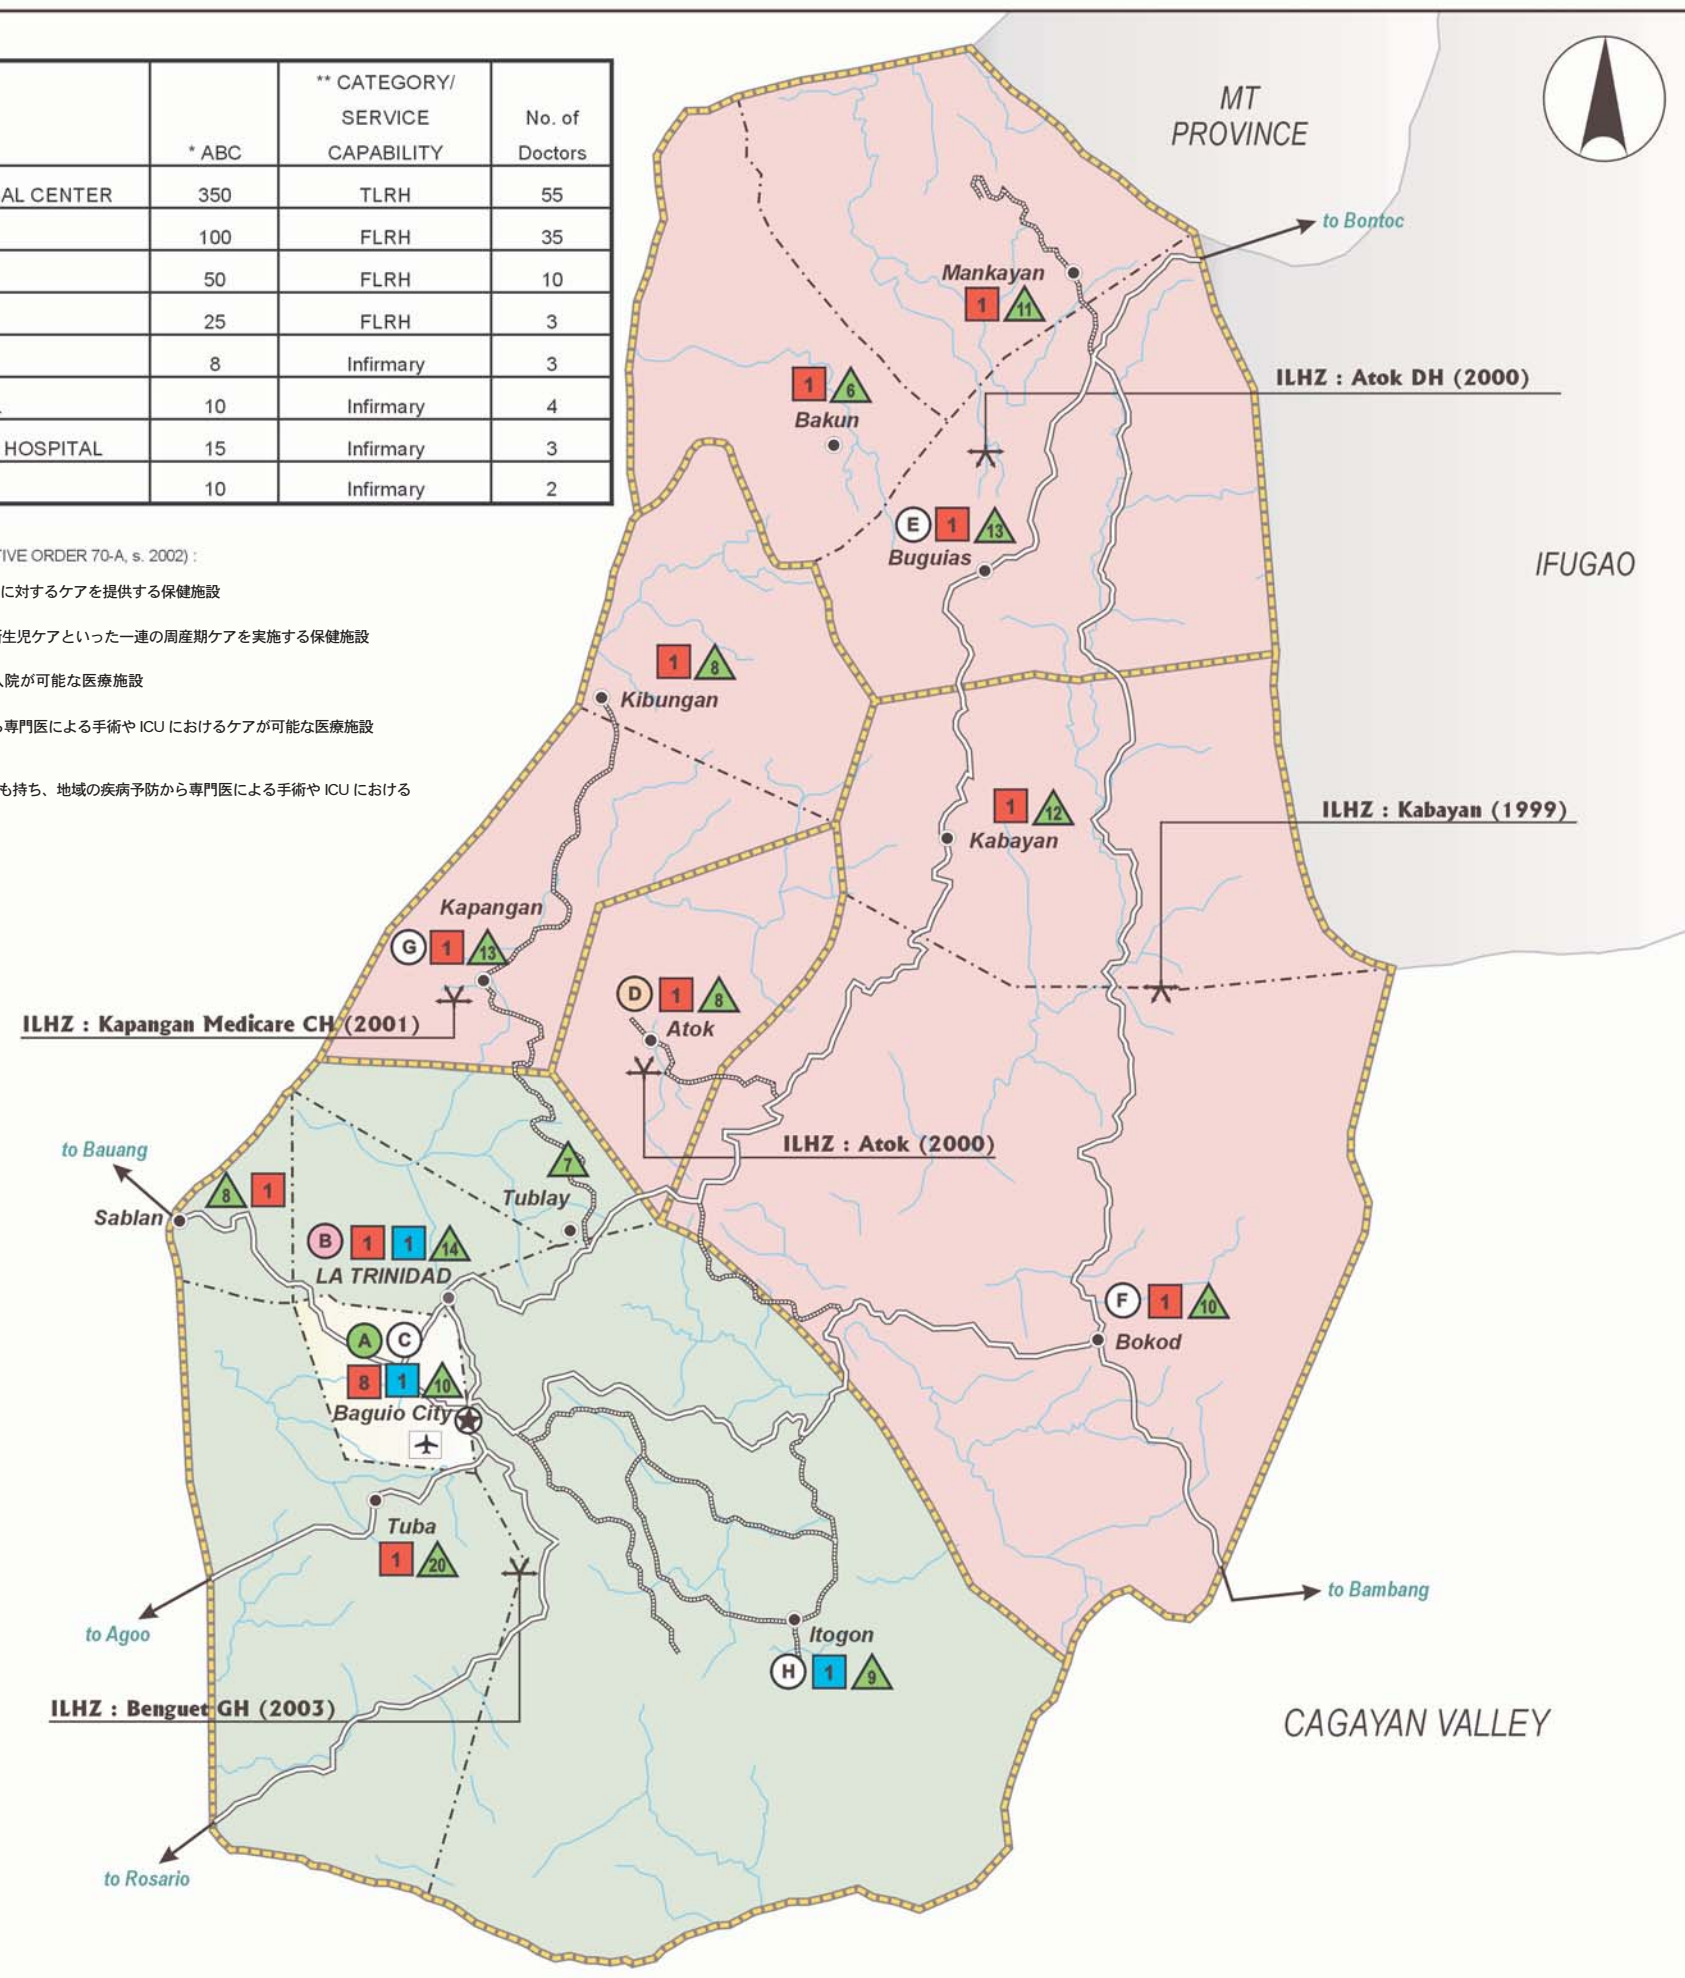 ** CATEGORY/
SERVICE
CAPABILITY
* ABC
No. of
Doctors
AL CENTER 350 TLRH 55
100 FLRH 35
50 FLRH 10
25 FLRH 3
8 Infirmary 3
10 Infirmary 4
HOSPITAL 15 Infirmary 3
10 Infirmary 2
TIVE ORDER 70-A, s. 2002) :
に対するケアを提供する保健施設
新生児ケアといった一連の周産期ケアを実施する保健施設
入院が可能な医療施設
ら専門医による手術や ICU におけるケアが可能な医療施設
も持ち、地域の疾病予防から専門医による手術や ICU における
MT
PROVINCE
to Bontoc
Mankayan
1 11
ILHZ : Atok DH (2000)
1 6
Bakun
E 1 13
Buguias
IFUGAO
1 8
Kibungan
1 12
Kabayan
ILHZ : Kabayan (1999)
Kapangan
G 1 13
D 1 8
Atok
ILHZ : Kapangan Medicare CH (2001)
ILHZ : Atok (2000)
to Bauang
7
8 1
Tublay
Sablan
B 1 1 14
LA TRINIDAD
F 1 10
Bokod
A C
8 1 10
Baguio City
Tuba
1 20
to Bambang
to Agoo
Itogon
H 1 9
ILHZ : Benguet GH (2003)
CAGAYAN VALLEY
to Rosario